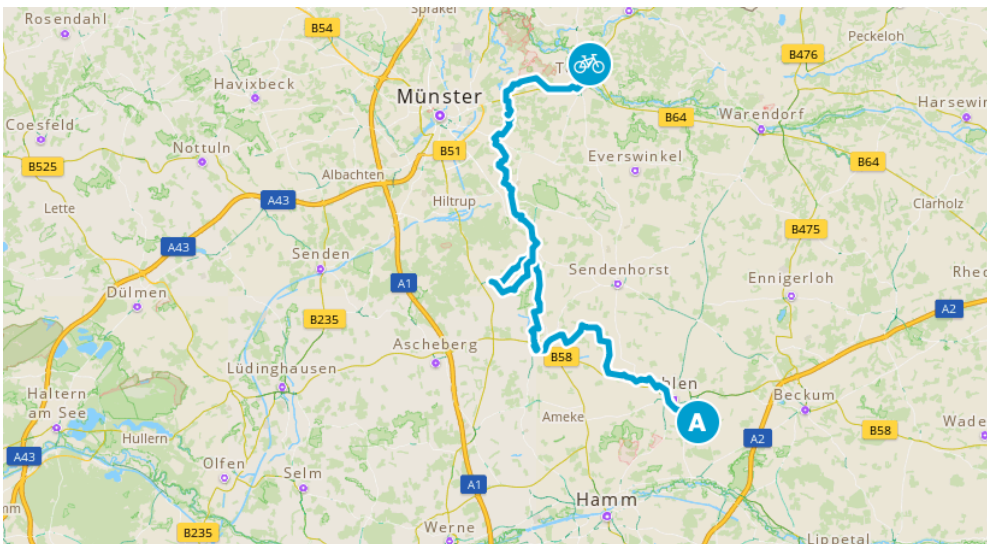 Sprakel
Rosendahl
B54
Peckeloh
B476
Havixbeck
Münster
Harsewin
Warendorf
B64
Coesfeld
Nottuln
B51
Everswinkel
B64
B525
Albachten
A43
Lette
Hiltrup
Clarholz
B475
A43
Senden
Sendenhorst
Ennigerloh
Rhed
A1
Dülmen
B235
A2
Ascheberg
B58
Lüdinghausen
hlen
Haltern
am See
Ameke
Beckum
A
Hullern
A2
B58
Wade
A43
Olfen
Selm
A1
Hamm
B235
Werne
Lippetal